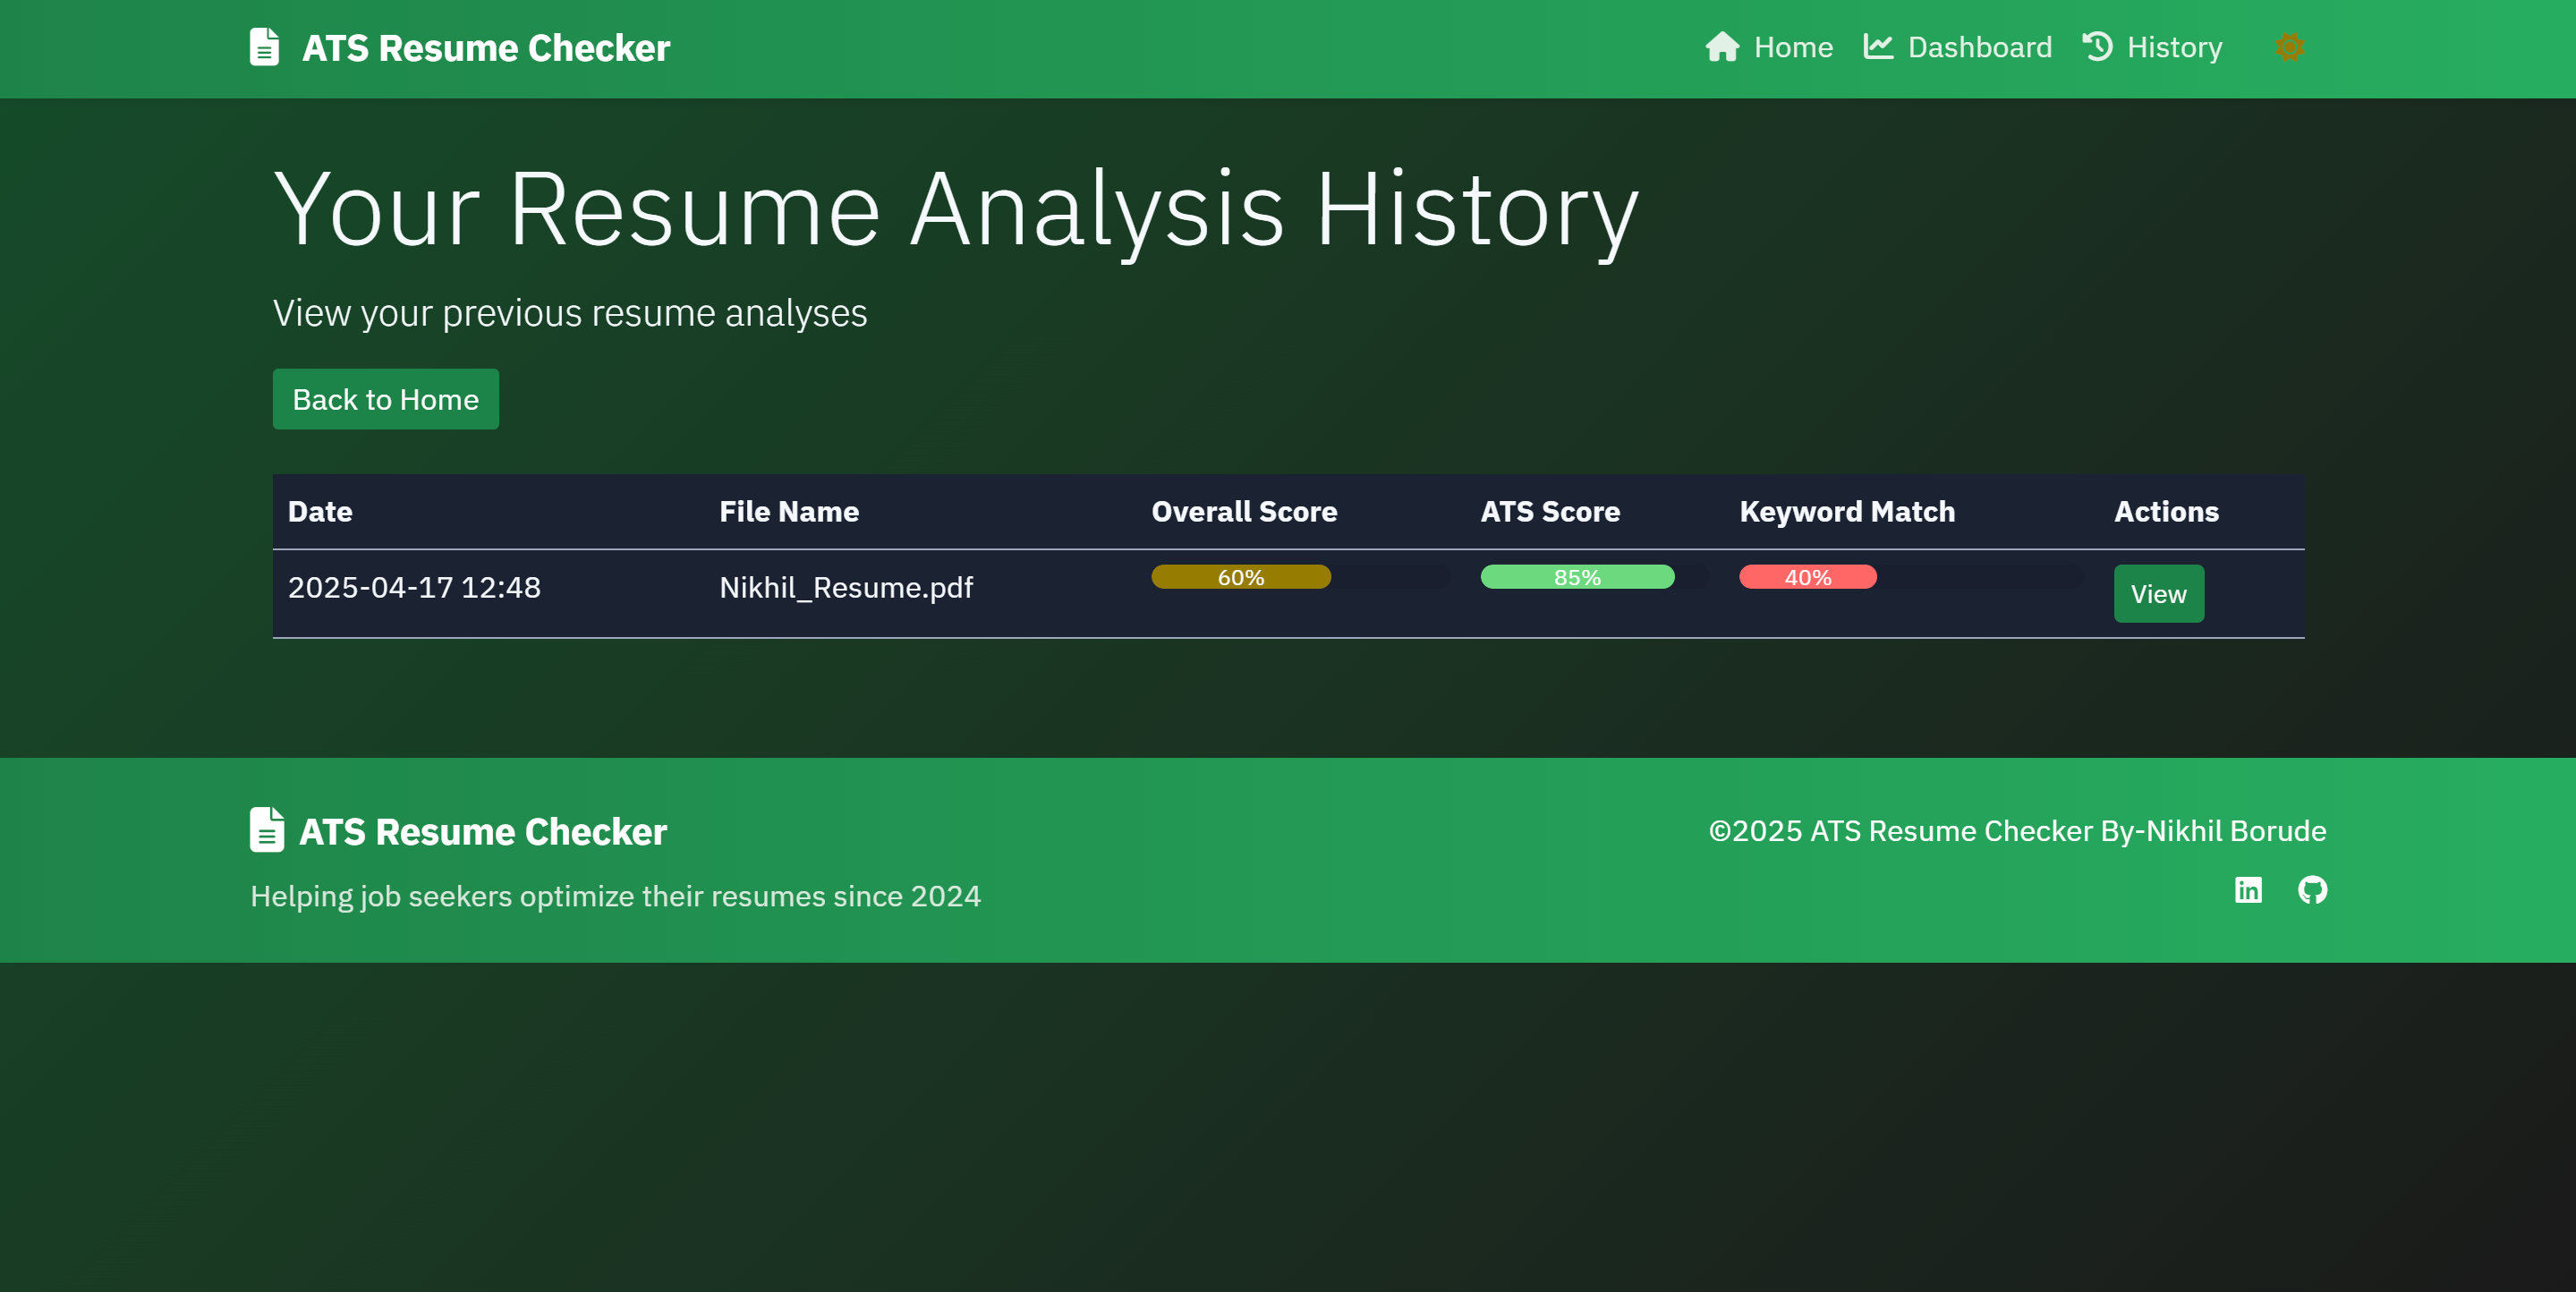 ATS Resume Checker
Home Dashboard History
Your Resume Analysis History
View your previous resume analyses
Back to Home
Date File Name Overall Score ATS Score Keyword Match Actions
2025-04-17 12:48 Nikhil_Resume.pdf 60% 85% 40% View
ATS Resume Checker
©2025 ATS Resume Checker By-Nikhil Borude
Helping job seekers optimize their resumes since 2024